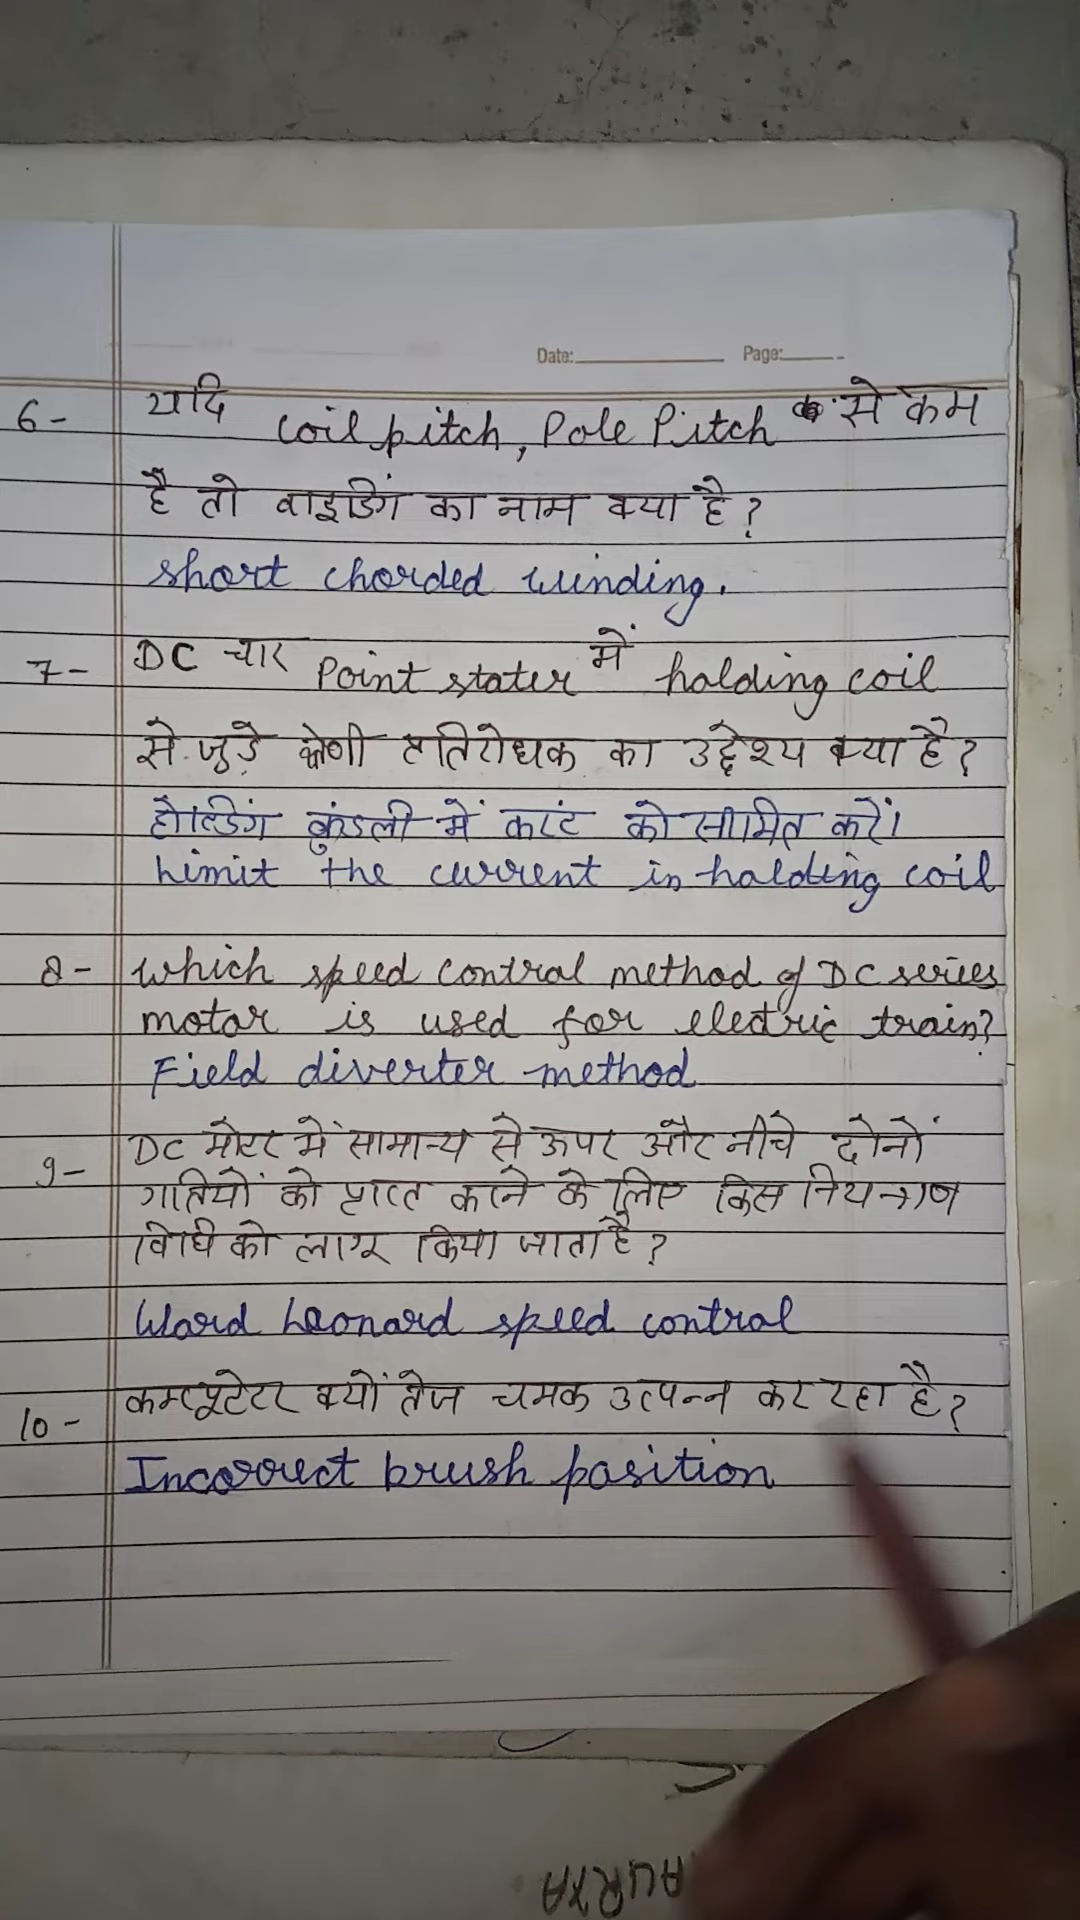 Date: Page:
6- यदि coil pitch, Pole Pitch से कम
है तो वाइडिंग का नाम क्या है?
short chorded winding.
7- DC चार Point stater में holding coil
से जुड़े श्रेणी प्रतिरोधक का उद्देश्य क्या है?
होल्डिंग कुंडली में करंट को सीमित करें।
Limit the current in holding coil
8- Which speed control method of DC series
motor is used for electric train?
Field diverter method
9- DC मोटर में सामान्य से ऊपर और नीचे दोनों
गतियों को प्राप्त करने के लिए किस नियन्त्रण
विधि को लागू किया जाता है?
Ward Leonard speed control
10- कम्प्यूटेटर क्यों तेज चमक उत्पन्न कर रहा है?
Incorrect brush position